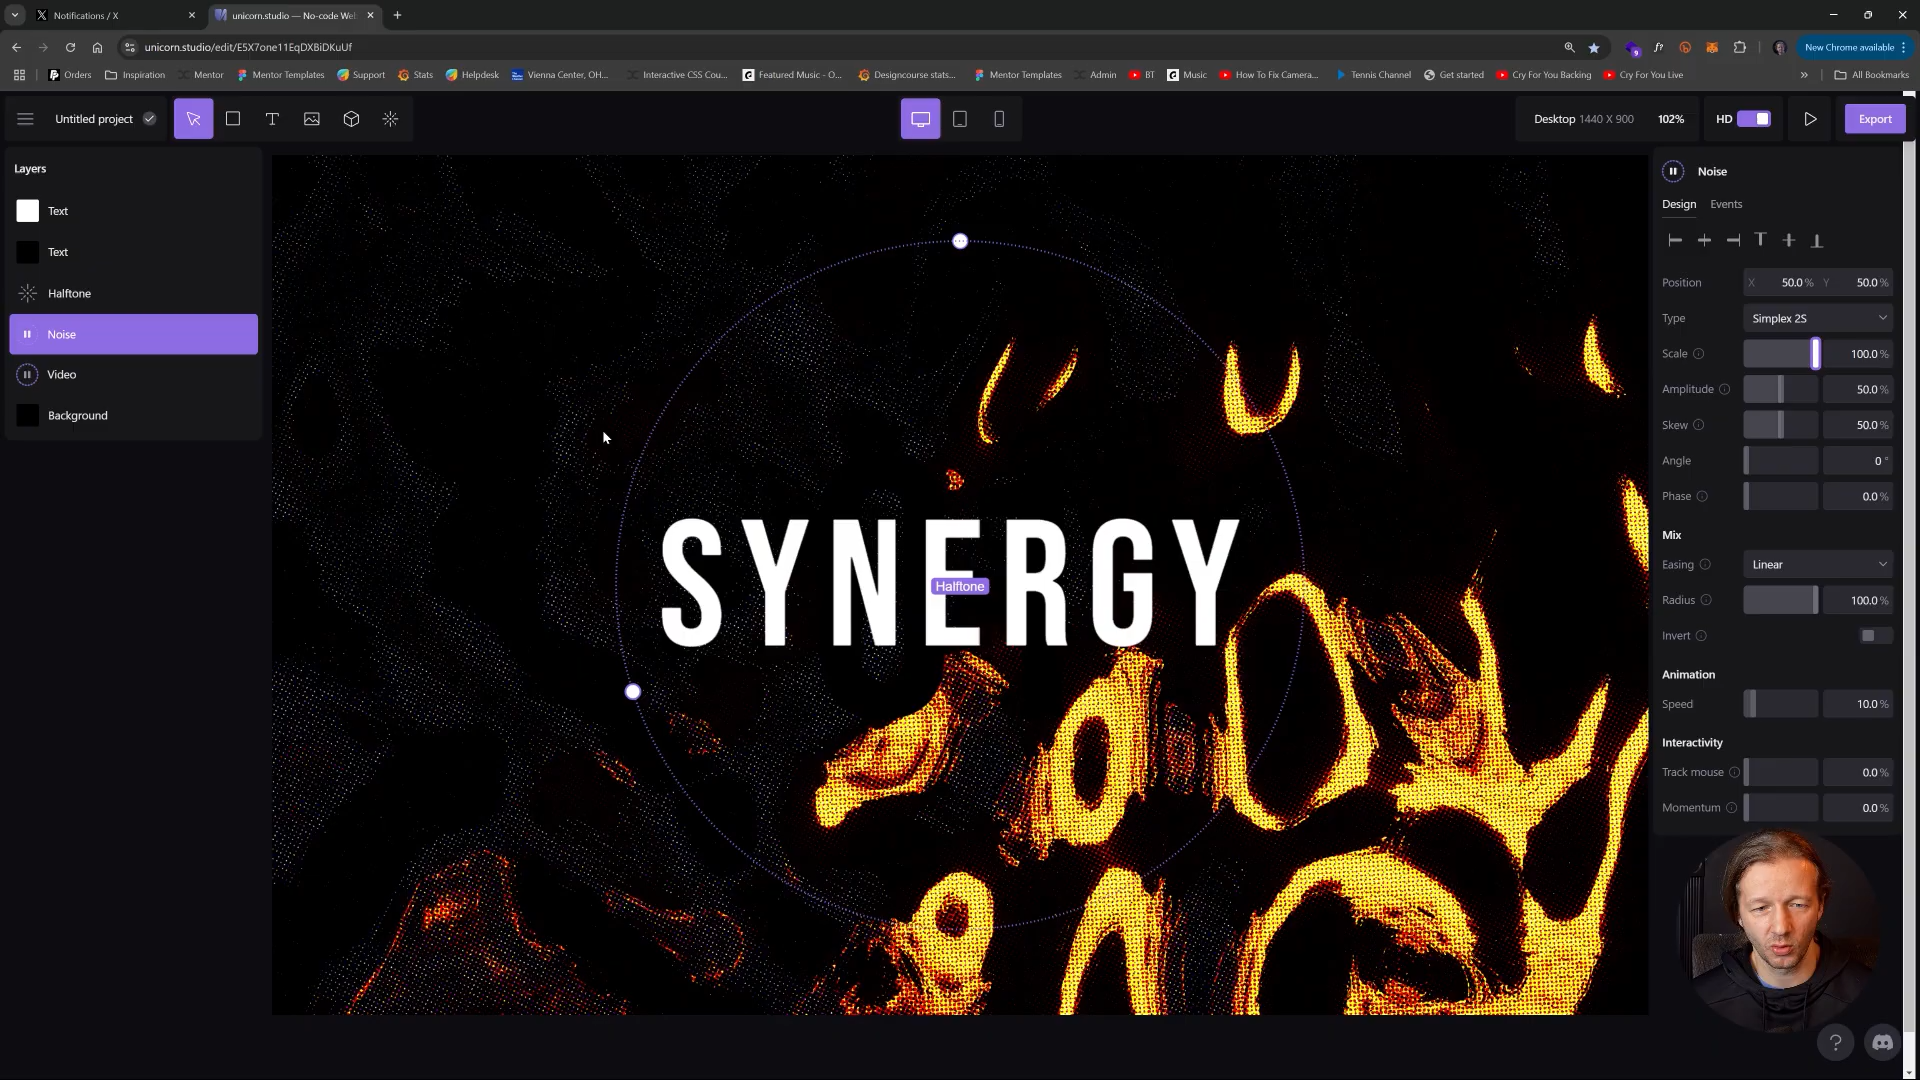 Notifications / X
unicorn.studio — No-code We
unicorn.studio/edit/E5X7one11EqDXBiDKuUf
New Chrome available
Orders
Inspiration
Mentor
Mentor Templates
Support
Stats
Helpdesk
Vienna Center, OH...
Interactive CSS Cou...
Featured Music - O...
Designcourse stats...
Mentor Templates
Admin
BT
Music
How To Fix Camera...
Tennis Channel
Get started
Cry For You Backing
Cry For You Live
All Bookmarks
Untitled project
Desktop 1440 X 900
102%
HD
Export
Layers
Text
Text
Halftone
Noise
Video
Background
SYNERGY
Halftone
Noise
Design Events
Position X 50.0 % Y 50.0 %
Type Simplex 2S
Scale 100.0 %
Amplitude 50.0 %
Skew 50.0 %
Angle 0 °
Phase 0.0 %
Mix
Easing Linear
Radius 100.0 %
Invert
Animation
Speed 10.0 %
Interactivity
Track mouse 0.0 %
Momentum 0.0 %
?